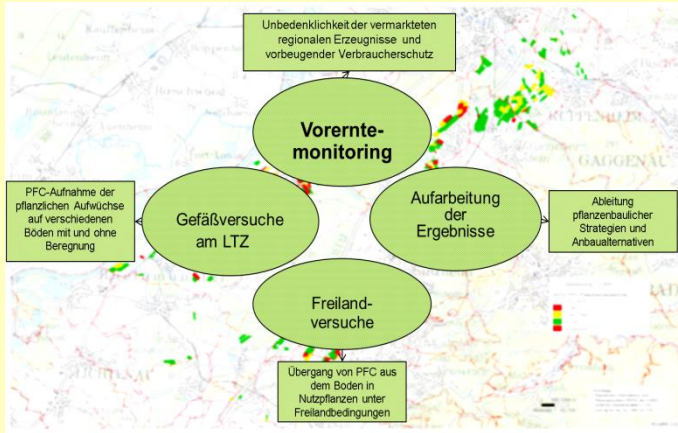 Unbedenklichkeit der vermarkteten
regionalen Erzeugnisse und
vorbeugender Verbraucherschutz
Vorernte-
monitoring
PFC-Aufnahme der
pflanzlichen Aufwüchse
auf verschiedenen
Böden mit und ohne
Beregnung
Gefäßversuche
am LTZ
Aufarbeitung
der
Ergebnisse
Ableitung
pflanzenbaulicher
Strategien und
Anbaualternativen
Freiland-
versuche
Übergang von PFC aus
dem Boden in
Nutzpflanzen unter
Freilandbedingungen
KUPPENHEIM
GAGGENAU